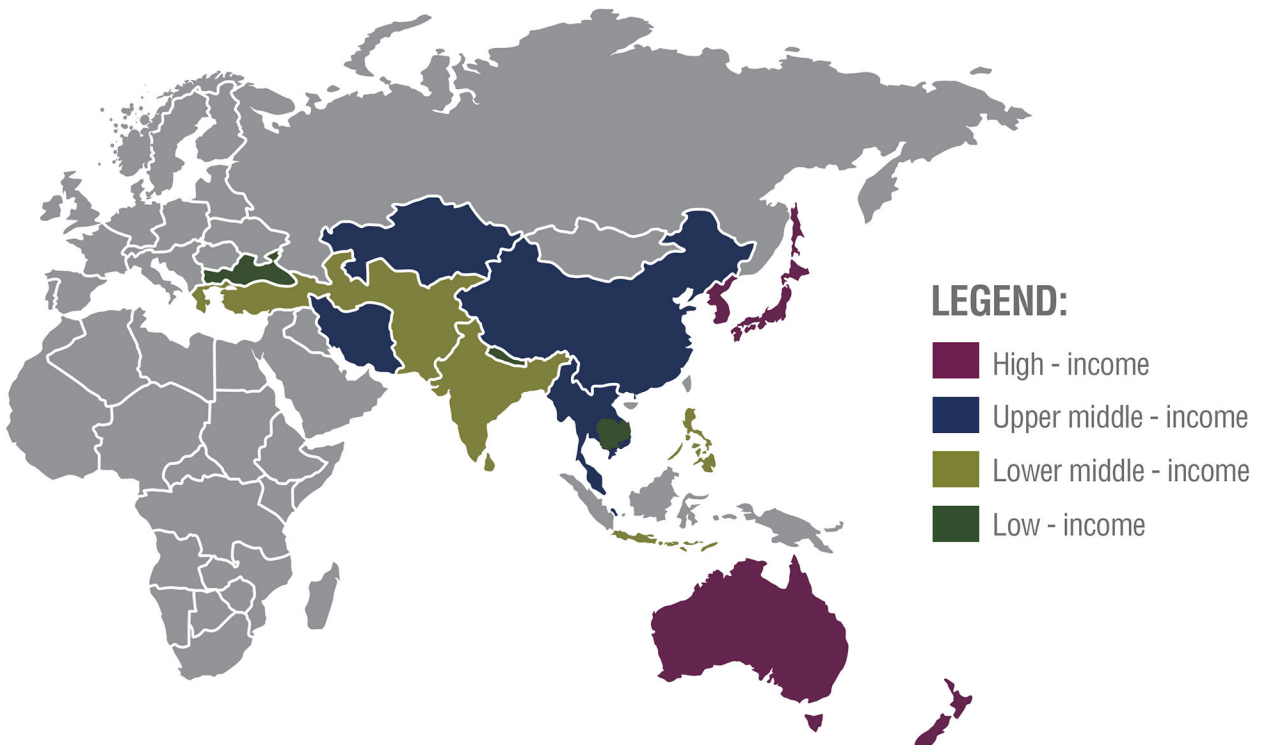 LEGEND:
High - income
Upper middle - income
Lower middle - income
Low - income